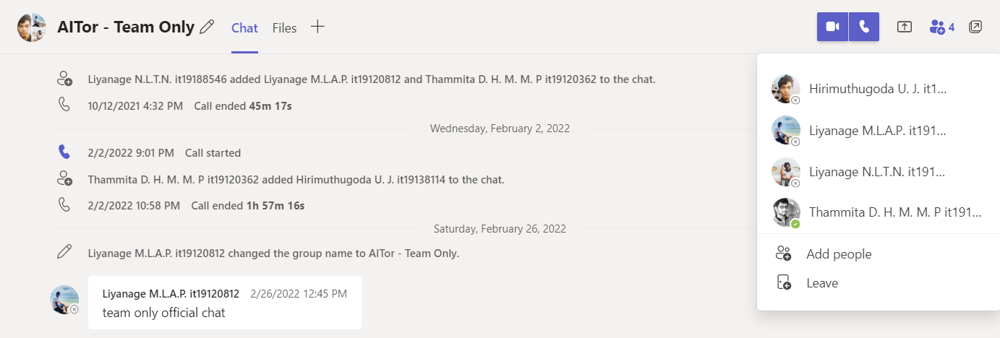 AITor - Team Only
Chat
Files
4
Liyanage N.L.T.N. it19188546 added Liyanage M.L.A.P. it19120812 and Thammita D. H. M. M. P it19120362 to the chat.
10/12/2021 4:32 PM Call ended 45m 17s
Wednesday, February 2, 2022
2/2/2022 9:01 PM Call started
Thammita D. H. M. M. P it19120362 added Hirimuthugoda U. J. it19138114 to the chat.
2/2/2022 10:58 PM Call ended 1h 57m 16s
Saturday, February 26, 2022
Liyanage M.L.A.P. it19120812 changed the group name to AITor - Team Only.
Liyanage M.L.A.P. it19120812 2/26/2022 12:45 PM
team only official chat
Hirimuthugoda U. J. it1...
Liyanage M.L.A.P. it191...
Liyanage N.L.T.N. it191...
Thammita D. H. M. M. P it191...
Add people
Leave